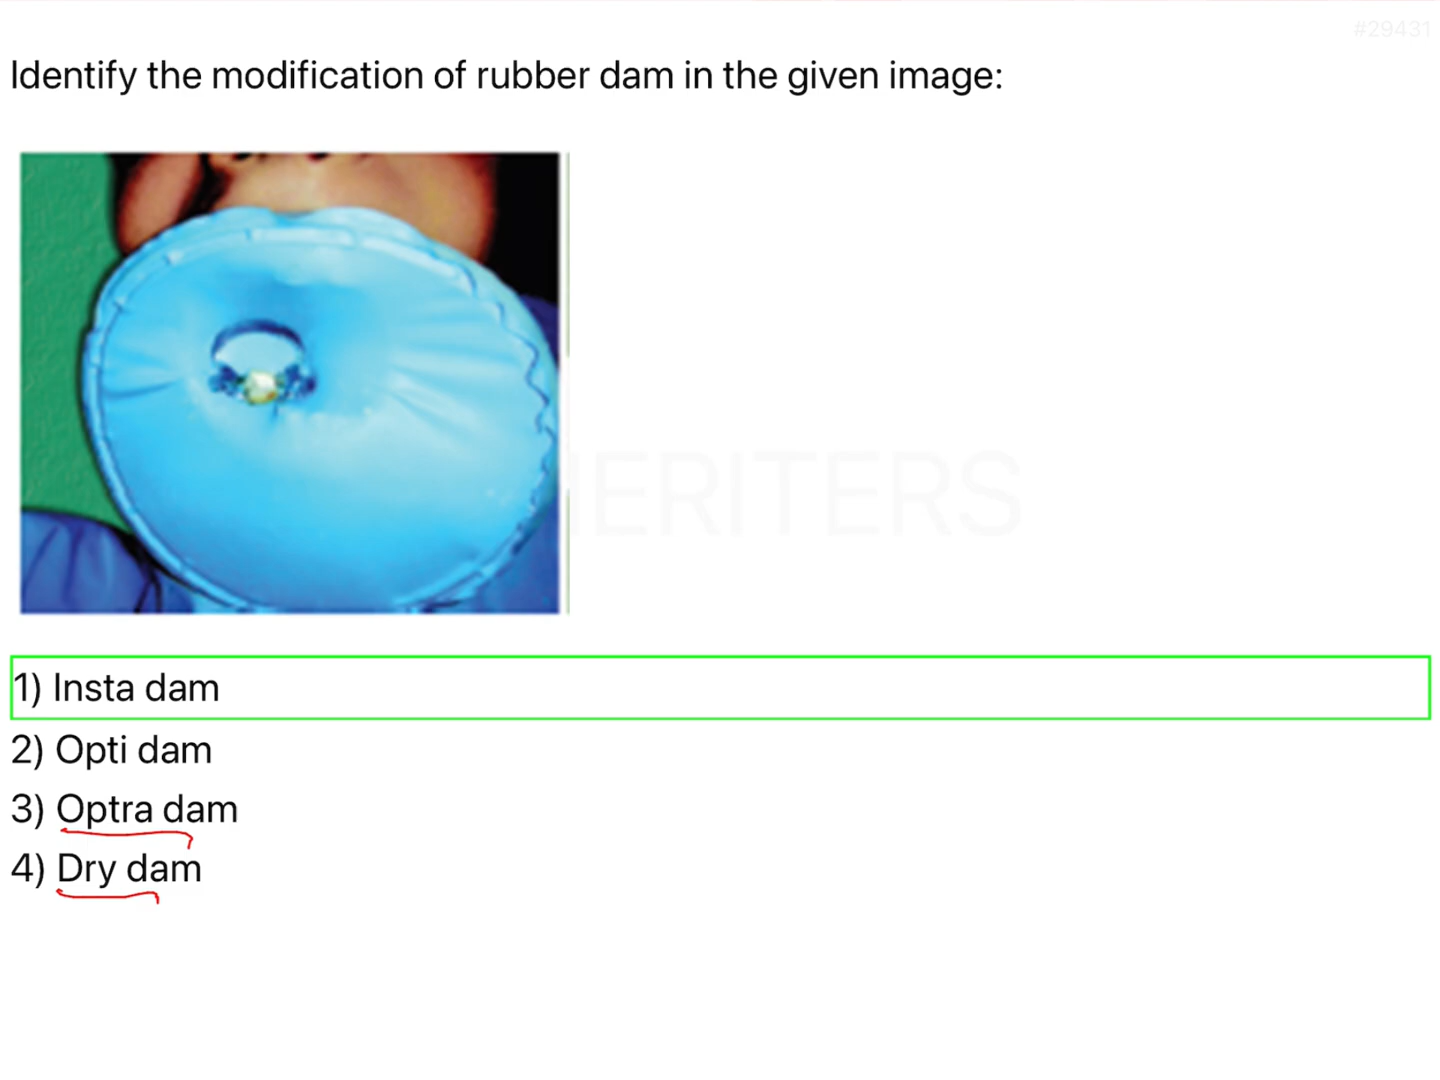 #29431
Identify the modification of rubber dam in the given image:
IERITERS
1) Insta dam
2) Opti dam
3) Optra dam
4) Dry dam